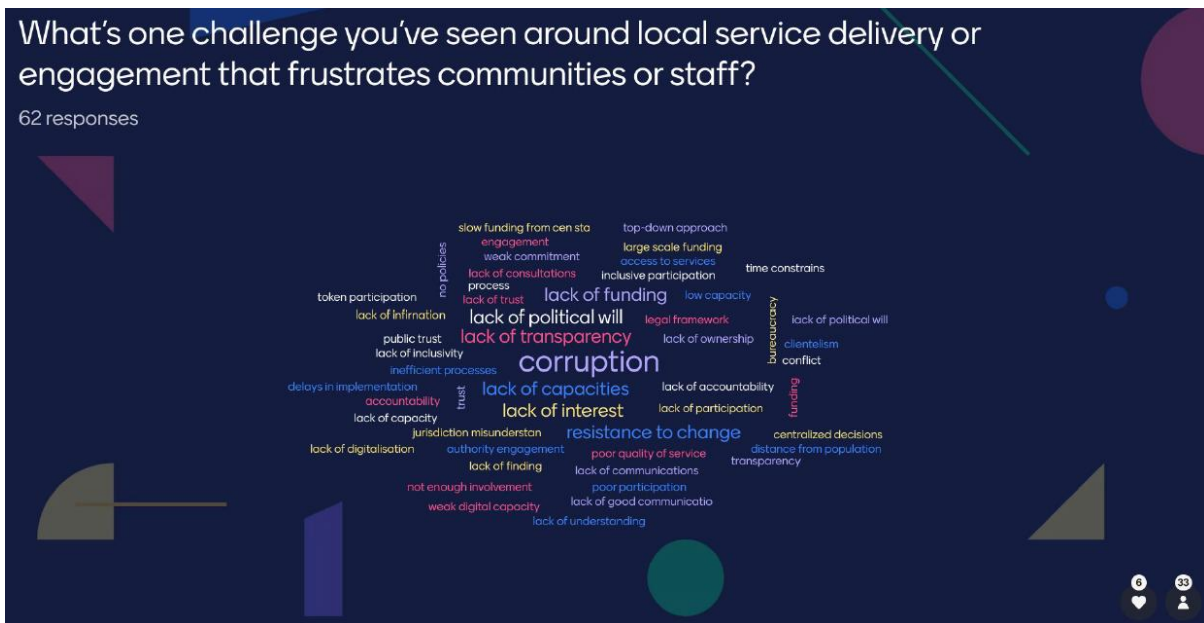 What's one challenge you've seen around local service delivery or
engagement that frustrates communities or staff?
62 responses
slow funding from cen sta
top-down approach
engagement
large scale funding
no policies
weak commitment
access to services
time constrains
lack of consultations
inclusive participation
process
token participation
lack of trust
lack of funding
low capacity
lack of infirnation
lack of political will
legal framework
bureaucracy
lack of political will
public trust
lack of transparency
lack of ownership
clientelism
lack of inclusivity
corruption
conflict
inefficient processes
delays in implementation
trust
lack of capacities
lack of accountability
funding
accountability
lack of interest
lack of participation
lack of capacity
jurisdiction misunderstan
resistance to change
centralized decisions
lack of digitalisation
authority engagement
poor quality of service
distance from population
lack of finding
lack of communications
transparency
not enough involvement
poor participation
weak digital capacity
lack of good communicatio
lack of understanding
6
33